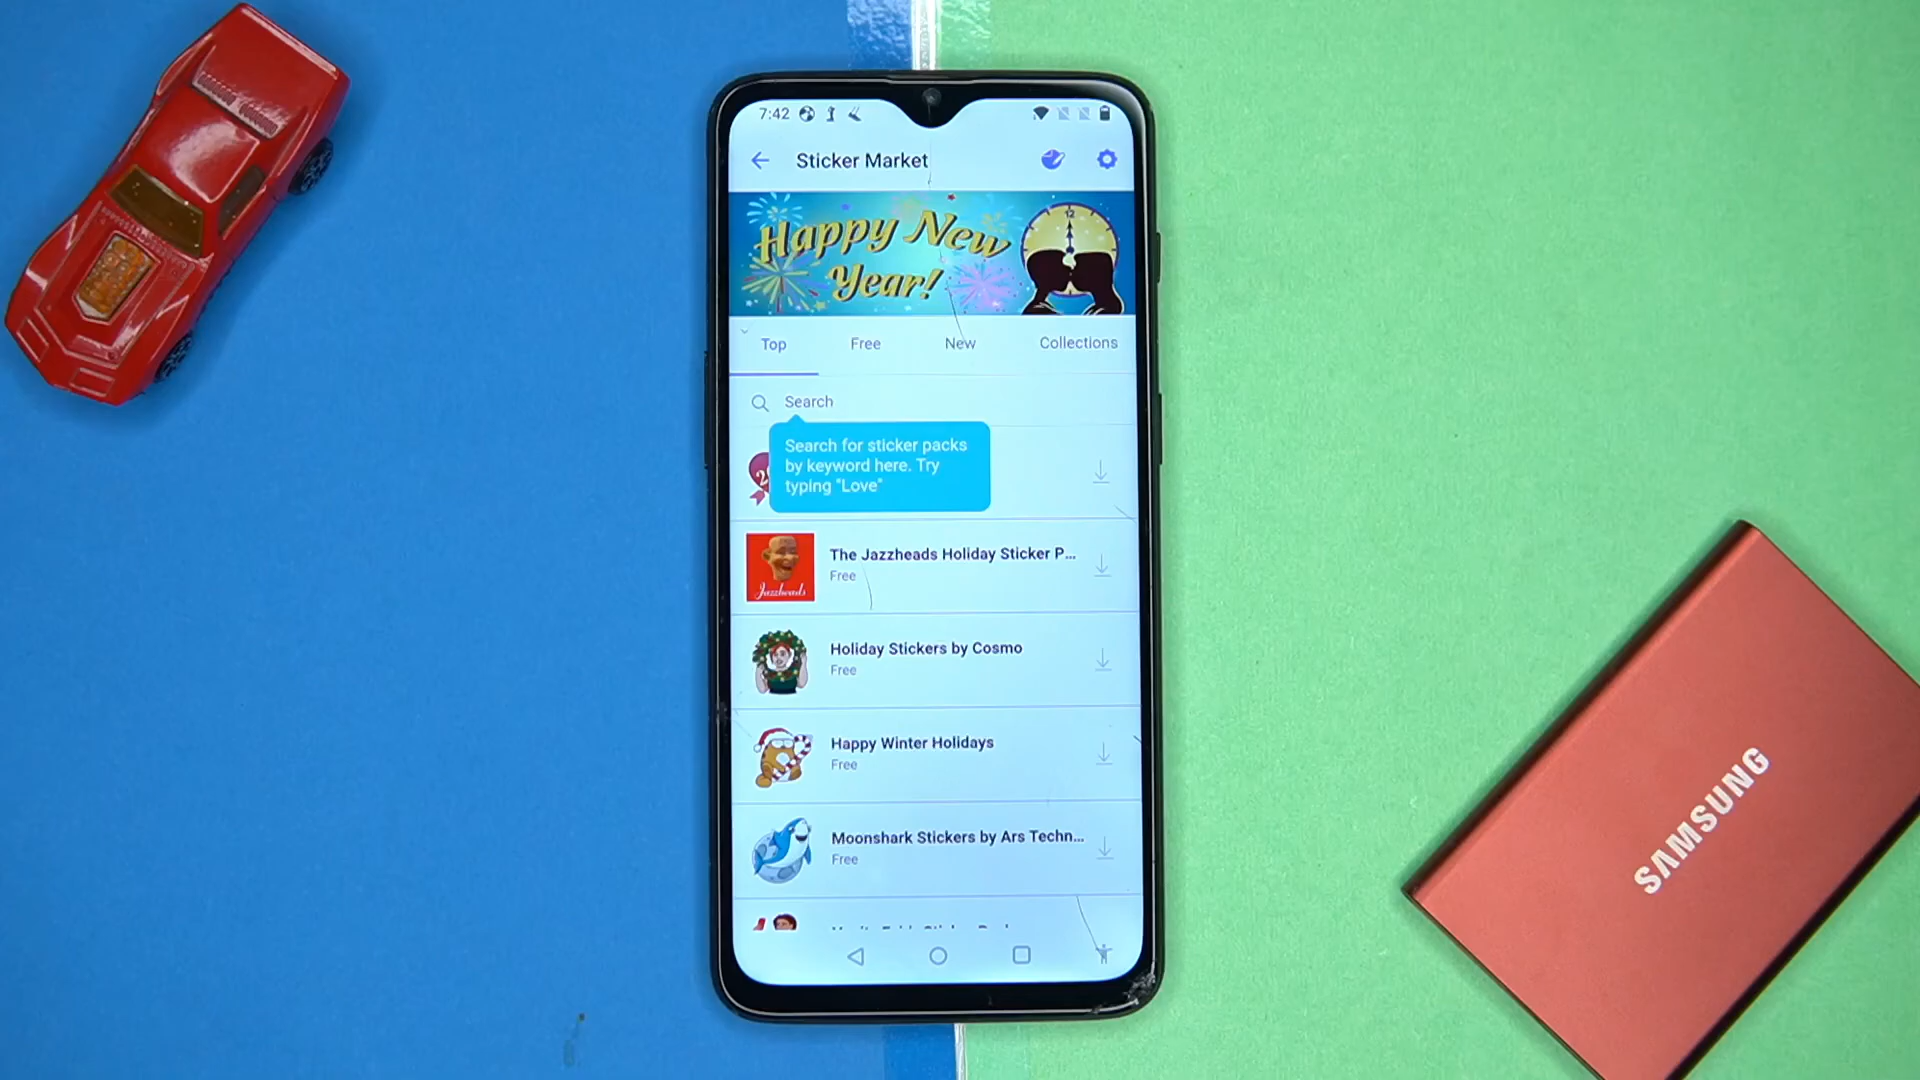 7:42
Sticker Market
12
Happy New
Year!
Top
Free
New
Collections
Search
Search for sticker packs
by keyword here. Try
typing "Love"
The Jazzheads Holiday Sticker P...
Free
Jazzheads
Holiday Stickers by Cosmo
Free
Happy Winter Holidays
Free
Moonshark Stickers by Ars Techn...
Free
SAMSUNG